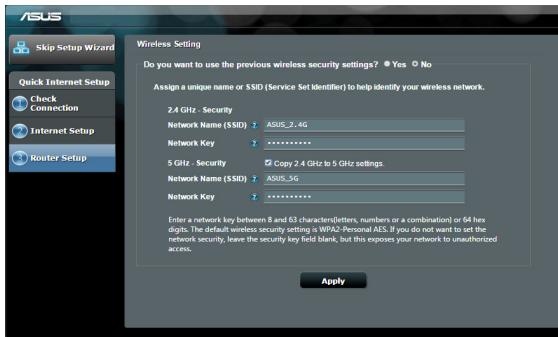 ASUS
Skip Setup Wizard
Quick Internet Setup
1 Check Connection
2 Internet Setup
3 Router Setup
Wireless Setting
Do you want to use the previous wireless security settings? Yes No
Assign a unique name or SSID (Service Set Identifier) to help identify your wireless network.
2.4 GHz - Security
Network Name (SSID) ? ASUS_2.4G
Network Key ? ••••••••••
5 GHz - Security Copy 2.4 GHz to 5 GHz settings.
Network Name (SSID) ? ASUS_5G
Network Key ? ••••••••••
Enter a network key between 8 and 63 characters(letters, numbers or a combination) or 64 hex
digits. The default wireless security setting is WPA2-Personal AES. If you do not want to set the
network security, leave the security key field blank, but this exposes your network to unauthorized
access.
Apply